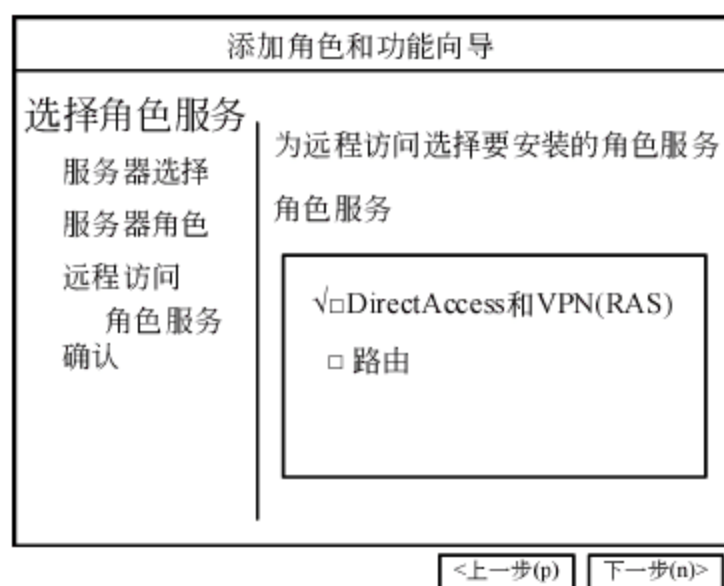 添加角色和功能向导
选择角色服务
服务器选择
服务器角色
远程访问
角色服务
确认
为远程访问选择要安装的角色服务
角色服务
√□DirectAccess和VPN(RAS)
□ 路由
<上一步(p)
下一步(n)>